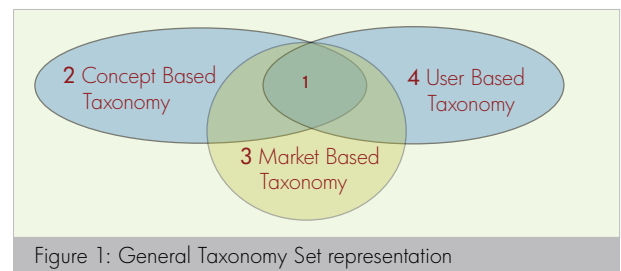 2 Concept Based
Taxonomy
1
4 User Based
Taxonomy
3 Market Based
Taxonomy
Figure 1: General Taxonomy Set representation